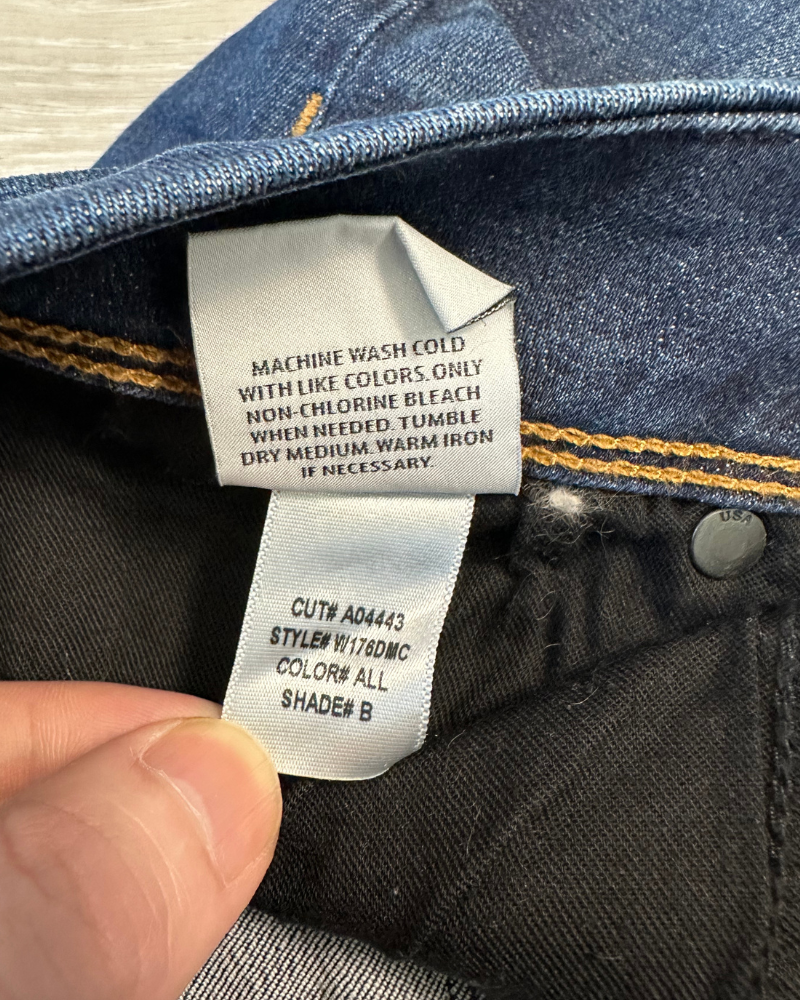 MACHINE WASH COLD
WITH LIKE COLORS. ONLY
NON-CHLORINE BLEACH
WHEN NEEDED. TUMBLE
DRY MEDIUM. WARM IRON
IF NECESSARY.
USA
CUT# A04443
STYLE# W176DMC
COLOR# ALL
SHADE# B